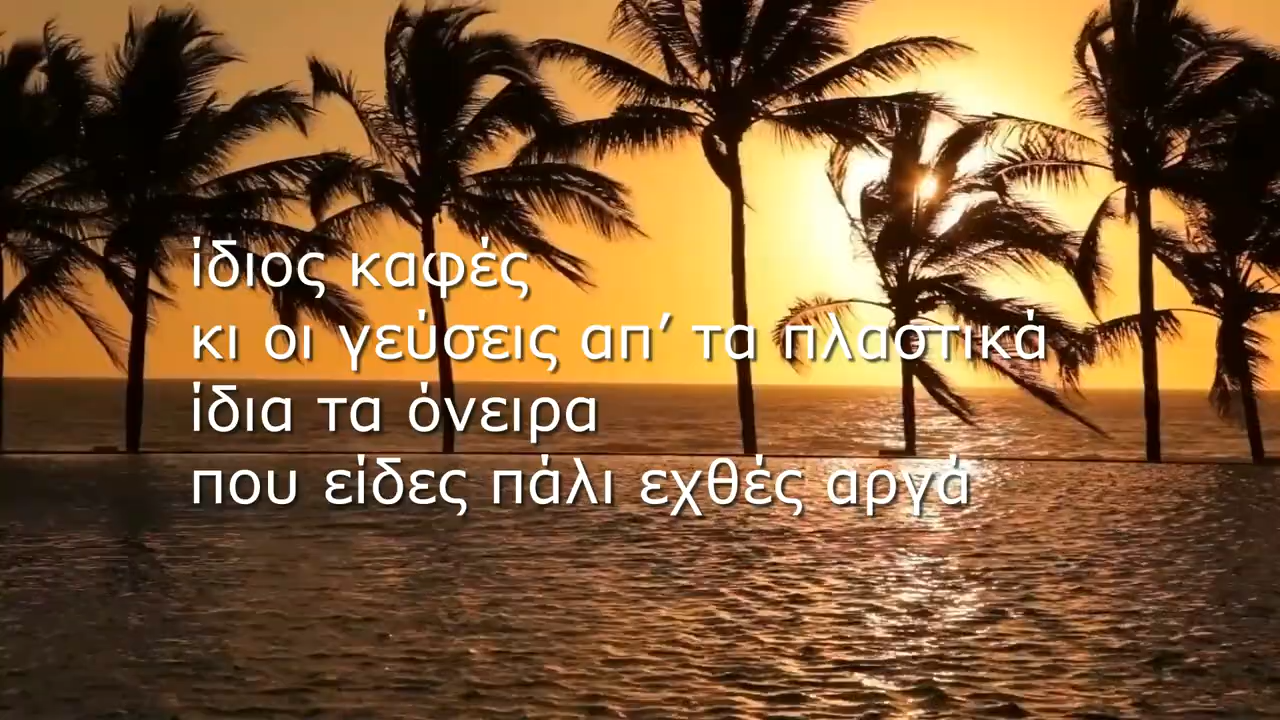 ίδιος καφές
κι οι γεύσεις απ’ τα πλαστικά
ίδια τα όνειρα
που είδες πάλι εχθές αργά